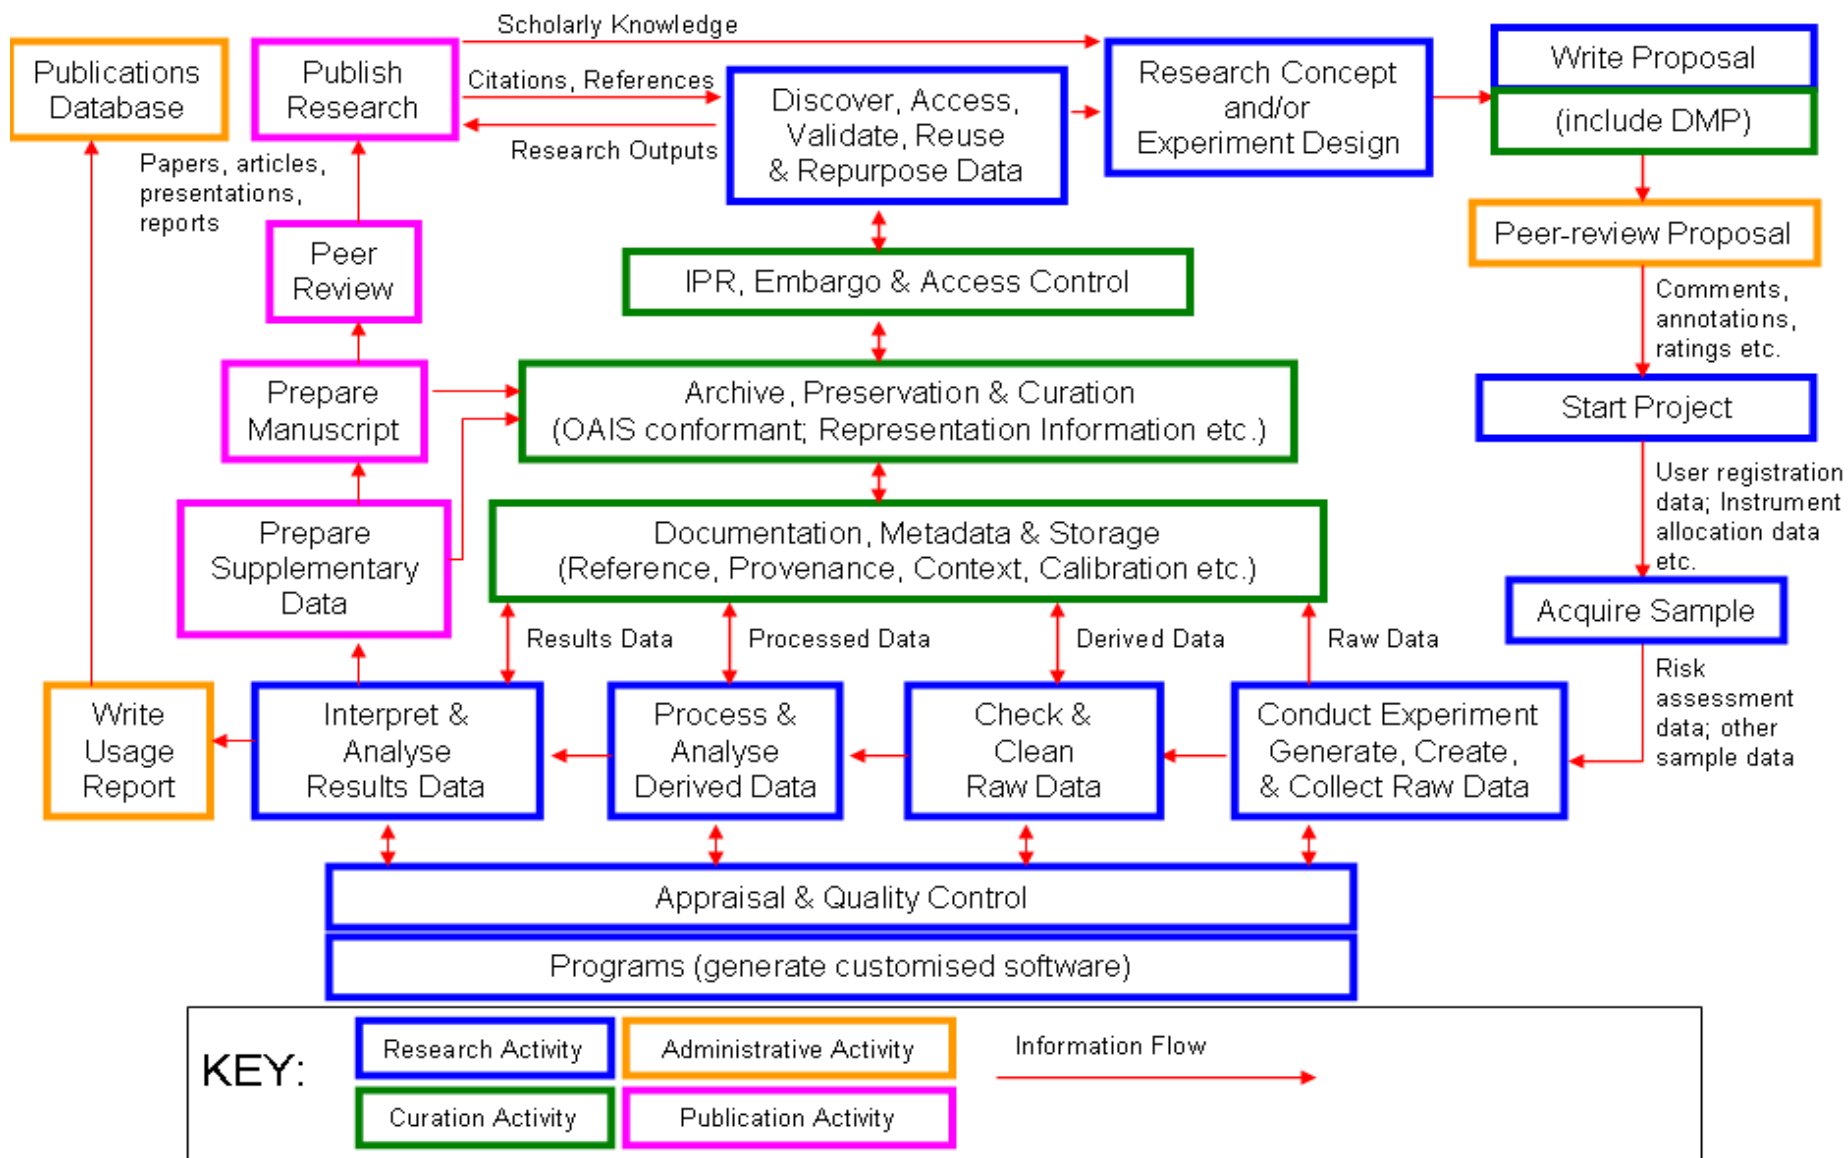 Scholarly Knowledge
Publications
Database
Publish
Research
Citations, References
Research Outputs
Discover, Access,
Validate, Reuse
& Repurpose Data
Research Concept
and/or
Experiment Design
Write Proposal
(include DMP)
Papers, articles,
presentations,
reports
Peer
Review
IPR, Embargo & Access Control
Peer-review Proposal
Comments,
annotations,
ratings etc.
Prepare
Manuscript
Archive, Preservation & Curation
(OAIS conformant; Representation Information etc.)
Start Project
User registration
data; Instrument
allocation data
etc.
Prepare
Supplementary
Data
Documentation, Metadata & Storage
(Reference, Provenance, Context, Calibration etc.)
Acquire Sample
Results Data
Processed Data
Derived Data
Raw Data
Risk
assessment
data; other
sample data
Write
Usage
Report
Interpret &
Analyse
Results Data
Process &
Analyse
Derived Data
Check &
Clean
Raw Data
Conduct Experiment
Generate, Create,
& Collect Raw Data
Appraisal & Quality Control
Programs (generate customised software)
KEY:
Research Activity
Administrative Activity
Information Flow
Curation Activity
Publication Activity